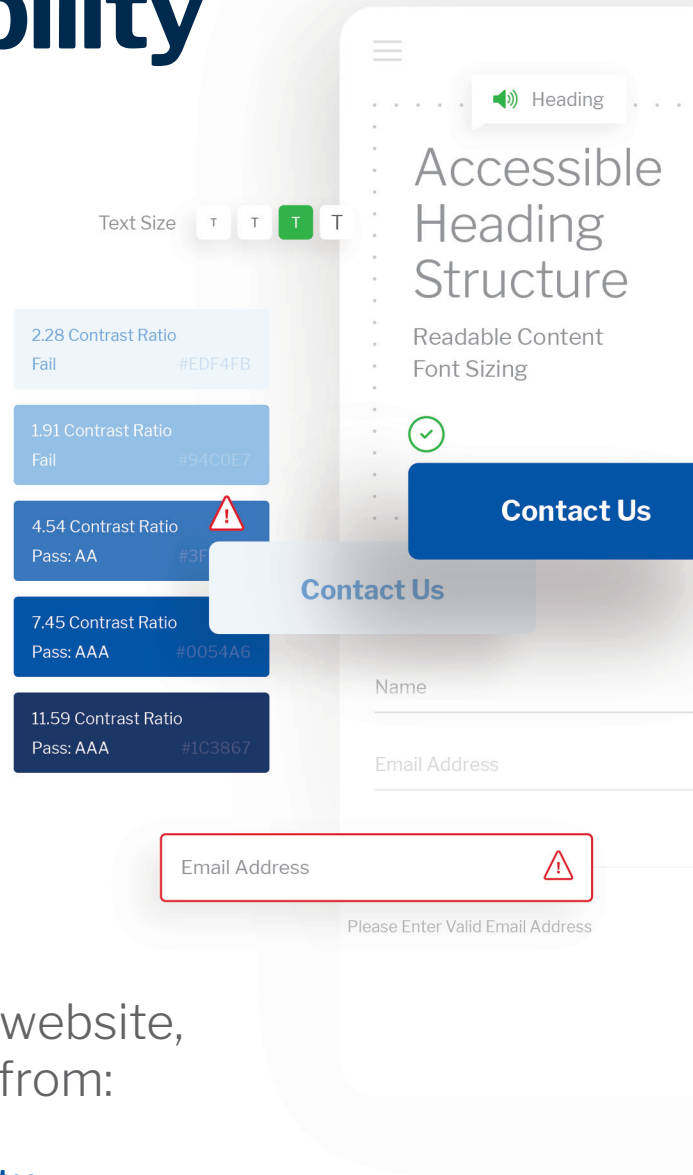 bility
Heading
Accessible
Heading
Structure
Text Size T T T T
Readable Content
Font Sizing
2.28 Contrast Ratio
Fail #EDF4FB
1.91 Contrast Ratio
Fail #94C0E7
4.54 Contrast Ratio
Pass: AA #3F
7.45 Contrast Ratio
Pass: AAA #0054A6
11.59 Contrast Ratio
Pass: AAA #1C3867
Contact Us
Contact Us
Name
Email Address
Email Address
Please Enter Valid Email Address
website,
from: